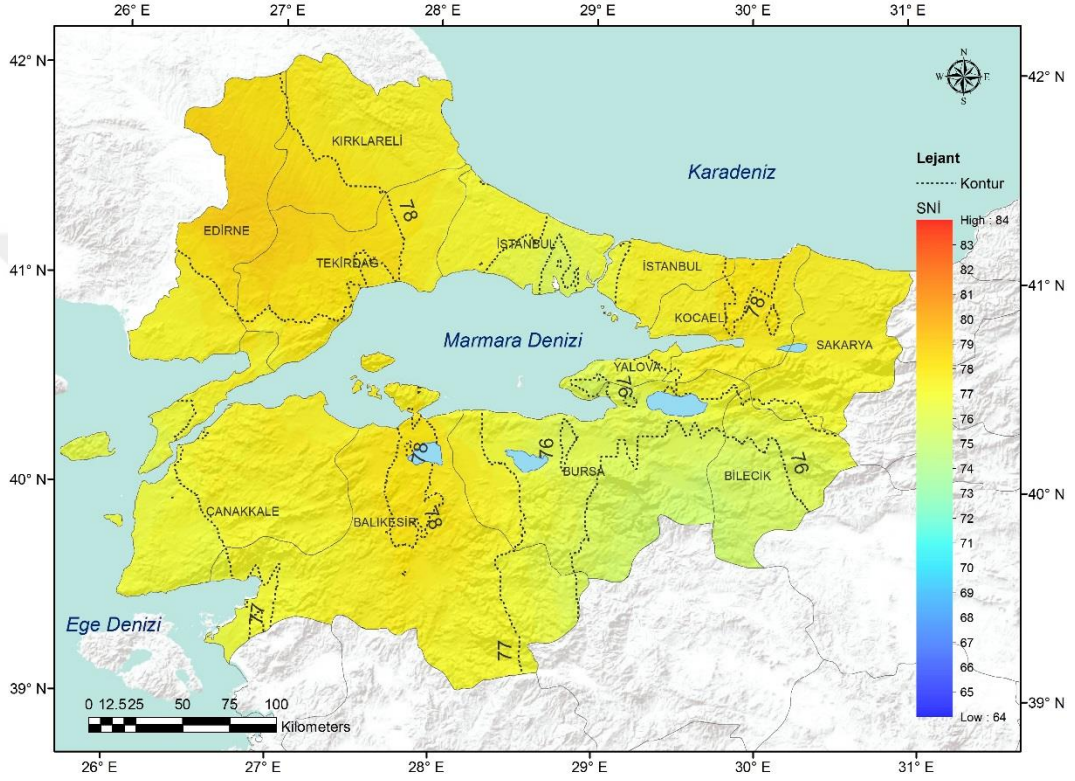 26° E 27° E 28° E 29° E 30° E 31° E
42° N
42° N
N
W E
S
KIRKLARELİ
Karadeniz
Lejant
Kontur
SNİ
High : 84
83
82
81
80
79
78
77
76
75
74
73
72
71
70
69
68
67
66
65
Low : 64
78
EDİRNE
İSTANBUL
TEKİRDAĞ
İSTANBUL
41° N
41° N
78
KOCAELİ
Marmara Denizi
SAKARYA
YALOVA
76
78
76
BURSA
76
BİLECİK
40° N
40° N
ÇANAKKALE
BALIKESİR
78
77
Ege Denizi
77
39° N
39° N
0 12.5 25 50 75 100
Kilometers
26° E 27° E 28° E 29° E 30° E 31° E